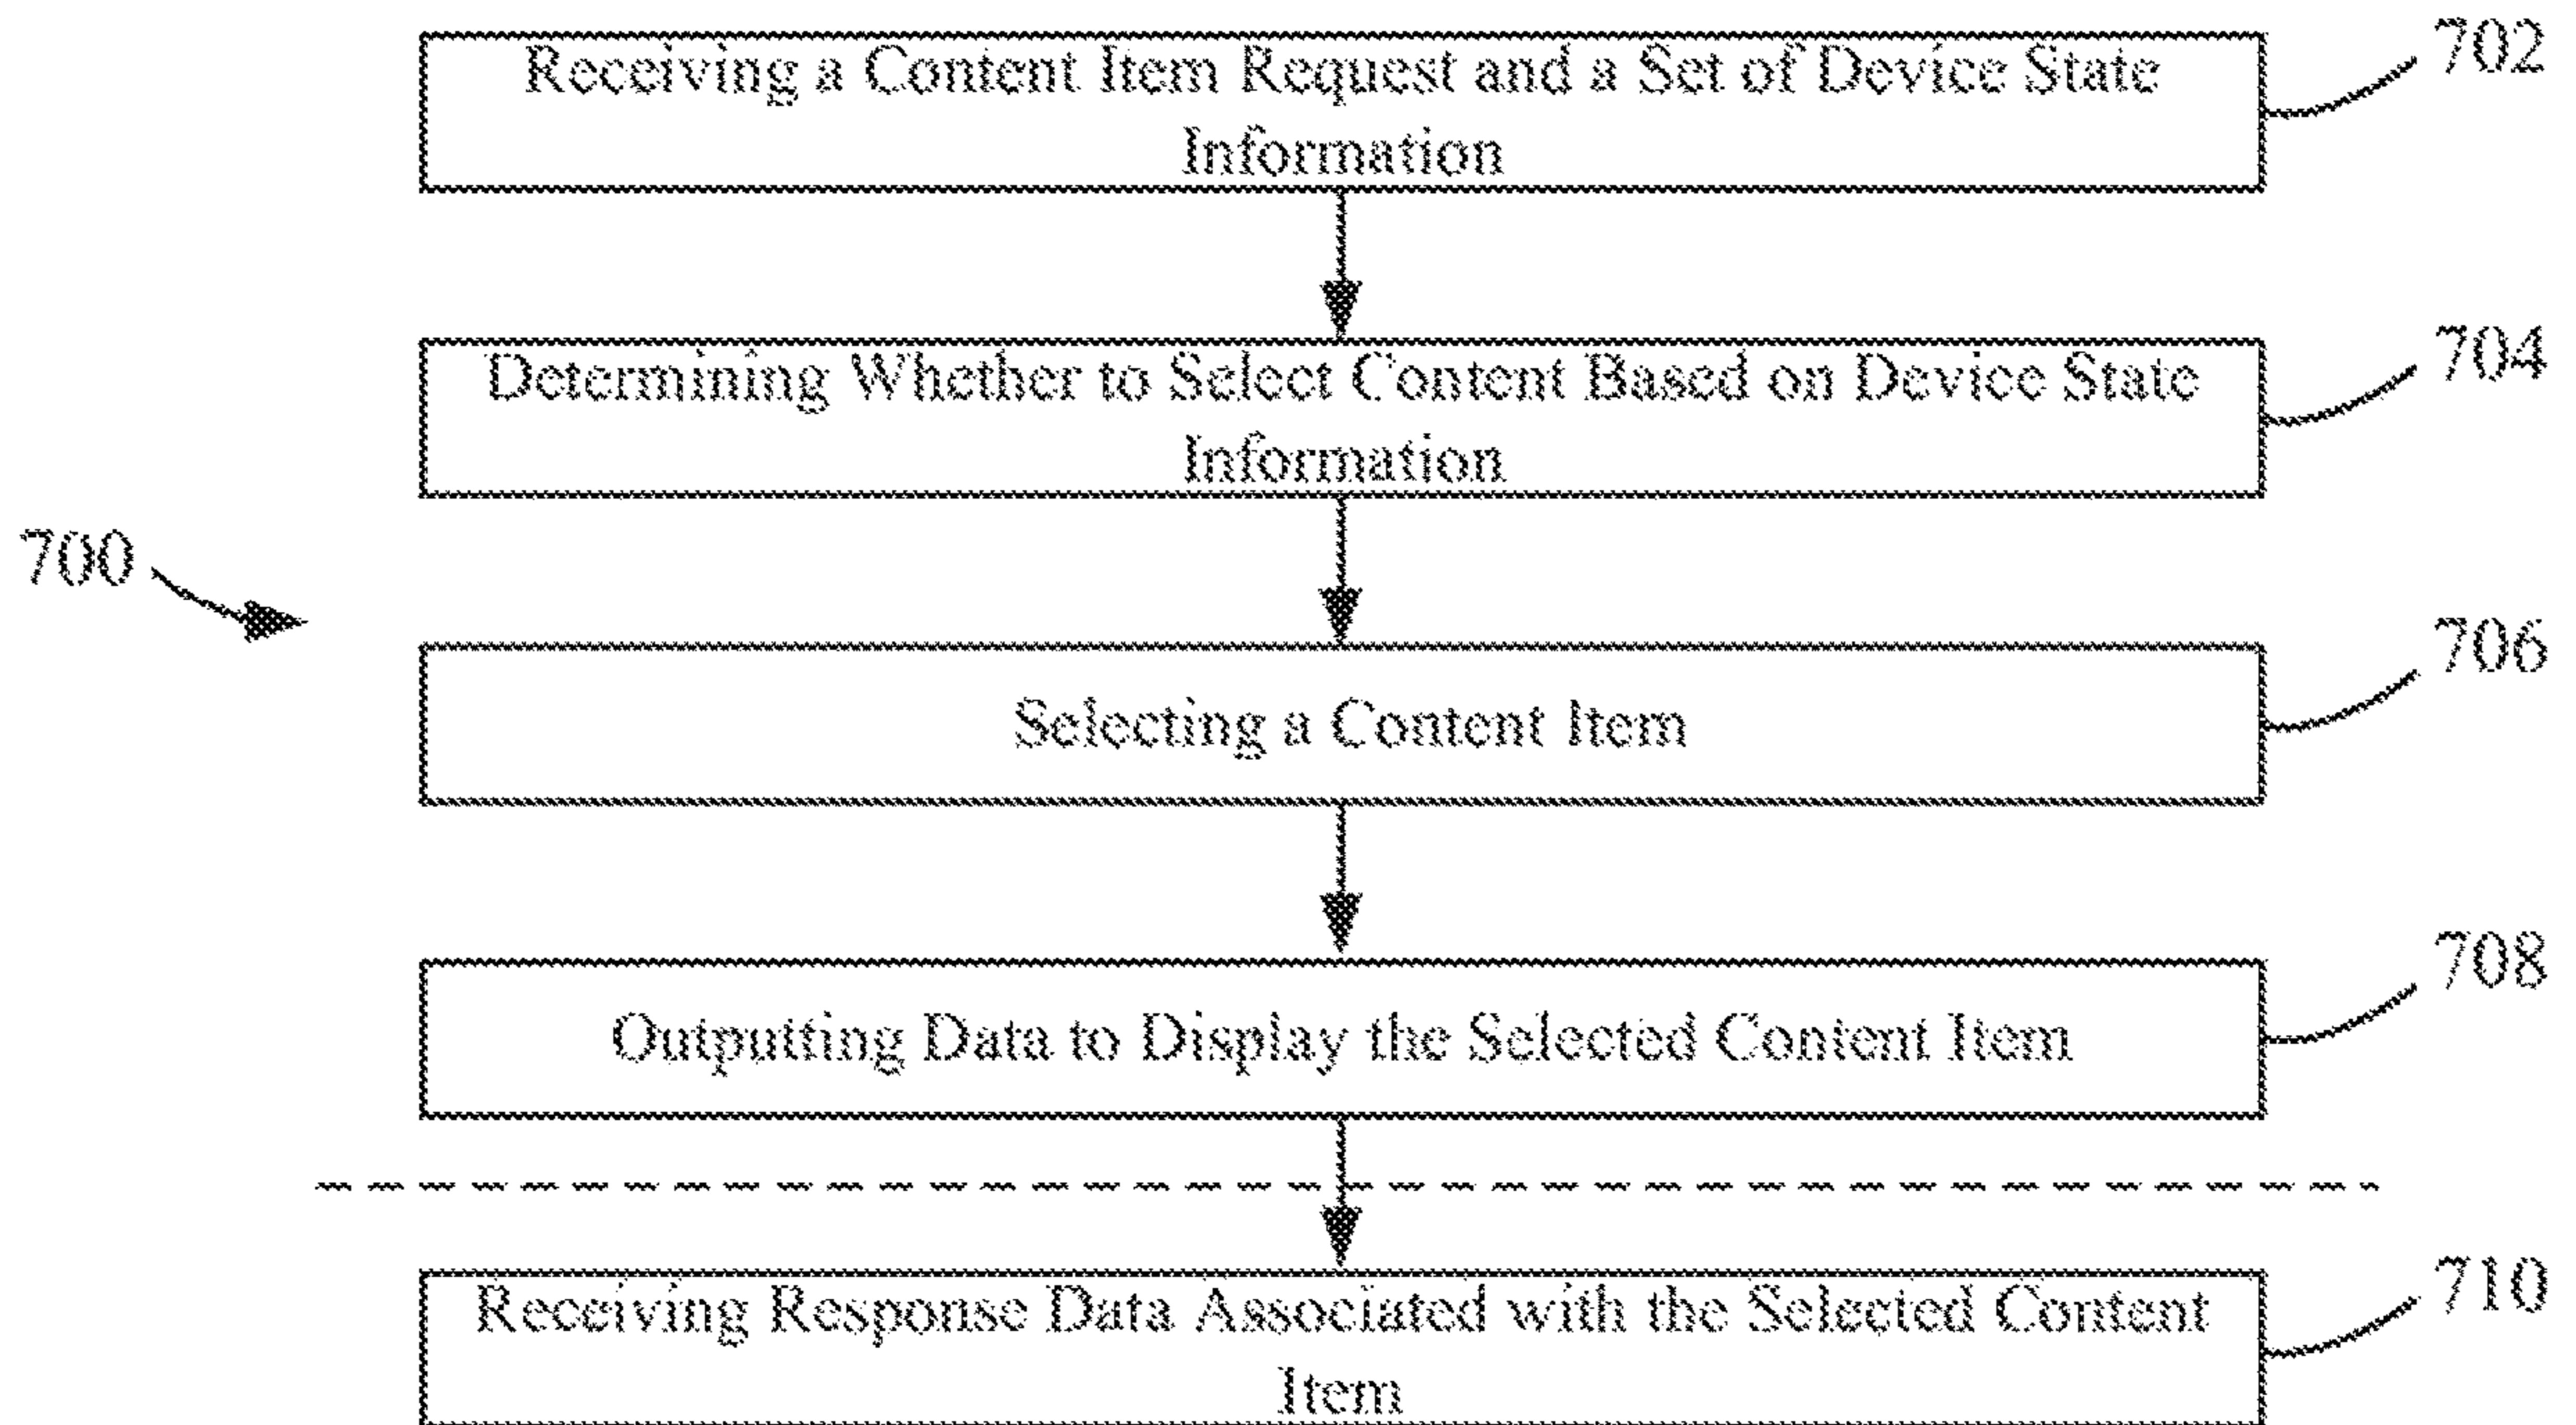 Receiving a Content Item Request and a Set of Device State
Information
702
Determining Whether to Select Content Based on Device State
Information
704
700
Selecting a Content Item
706
Outputting Data to Display the Selected Content Item
708
Receiving Response Data Associated with the Selected Content
Item
710